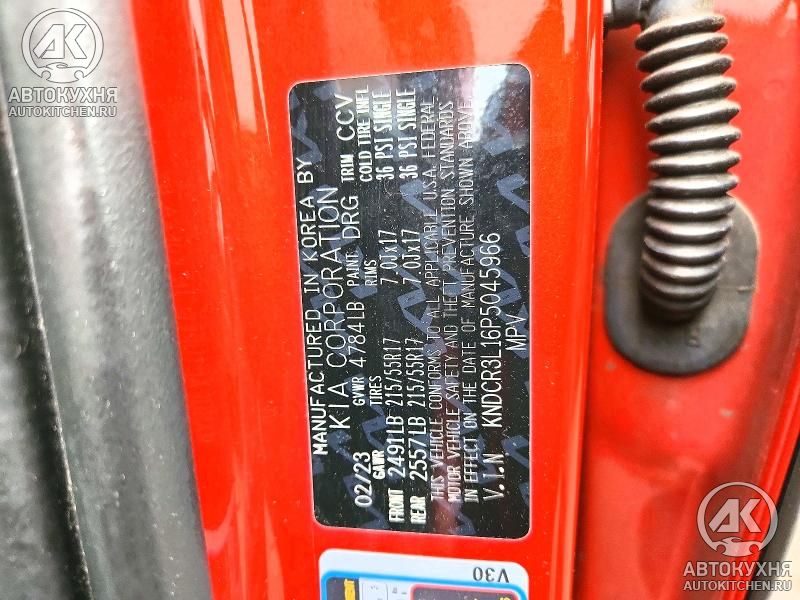 MANUFACTURED IN KOREA BY
KIA CORPORATION
02/23 GVWR 4,784LB PAINT DRG TRIM CCV
GAWR TIRES RIMS COLD TIRE INFL
FRONT 2491LB 215/55R17 7.0Jx17 36 PSI SINGLE
REAR 2557LB 215/55R17 7.0Jx17 36 PSI SINGLE
THIS VEHICLE CONFORMS TO ALL APPLICABLE U.S.A. FEDERAL
MOTOR VEHICLE SAFETY AND THEFT PREVENTION STANDARDS
IN EFFECT ON THE DATE OF MANUFACTURE SHOWN ABOVE.
V.I.N KNDCR3L16P5045966
MPV
V30
АК
АВТОКУХНЯ
AUTOKITCHEN.RU
АК
АВТОКУХНЯ
AUTOKITCHEN.RU